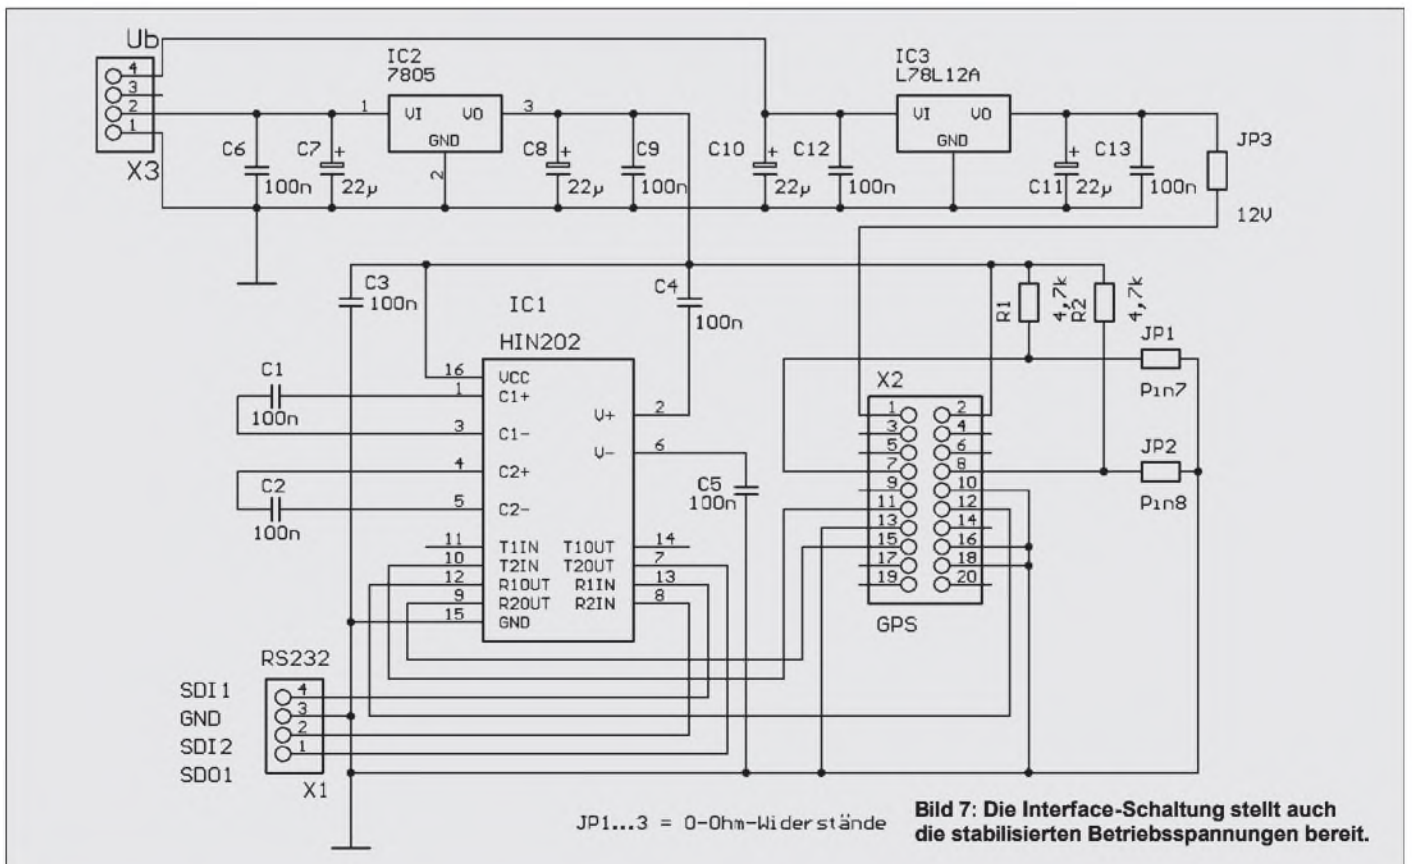 Ub
4
3
2
1
X3
IC2
7805
1
VI
VO
3
GND
2
C6
100n
C7
+
22µ
C8
+
22µ
C9
100n
C10
+
22µ
C12
100n
IC3
L78L12A
VI
VO
GND
C11
+
22µ
C13
100n
JP3
12V
C3
100n
IC1
HIN202
C4
100n
R1
4,7k
R2
4,7k
JP1
Pin7
JP2
Pin8
C1
100n
C2
100n
C5
100n
16 VCC
1 C1+
3 C1-
4 C2+
5 C2-
V+ 2
V- 6
11 T1IN T1OUT 14
10 T2IN T2OUT 7
12 R1OUT R1IN 13
9 R2OUT R2IN 8
15 GND
X2
1 2
3 4
5 6
7 8
9 10
11 12
13 14
15 16
17 18
19 20
GPS
RS232
SDI1 4
GND 3
SDI2 2
SDO1 1
X1
JP1...3 = 0-Ohm-Widerstände
Bild 7: Die Interface-Schaltung stellt auch
die stabilisierten Betriebsspannungen bereit.